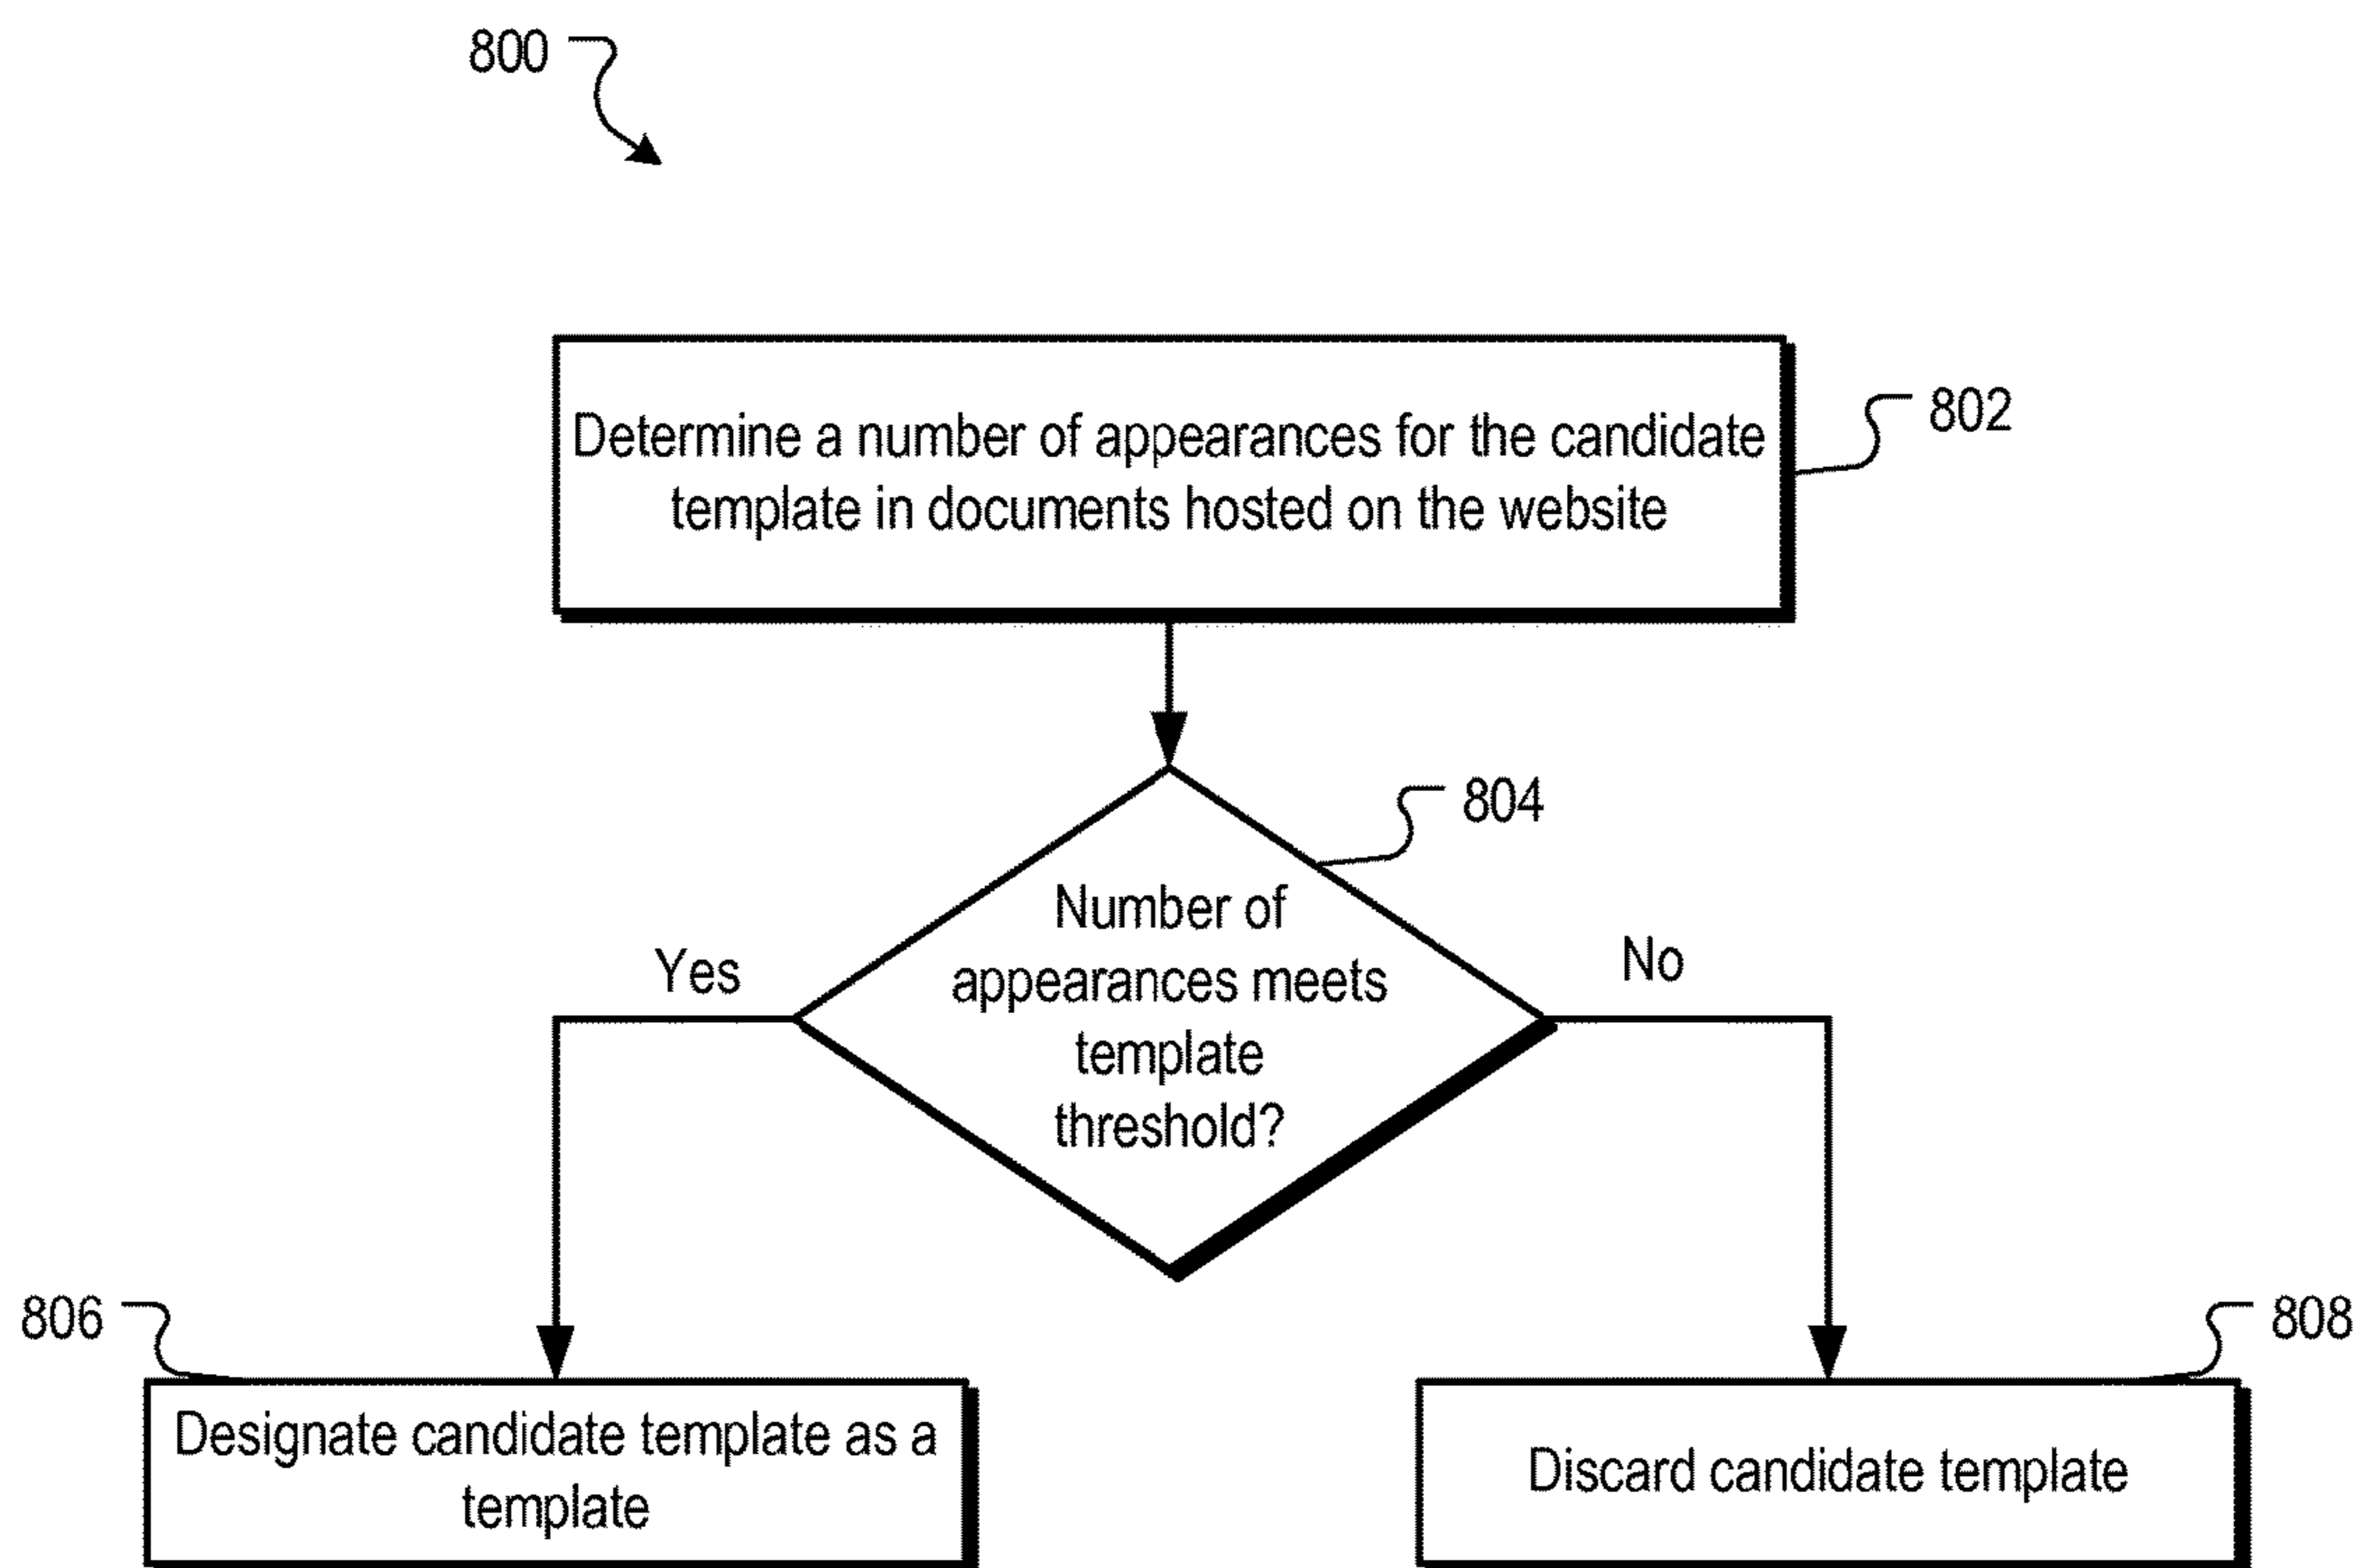 800
Determine a number of appearances for the candidate
template in documents hosted on the website
802
804
Number of
appearances meets
template
threshold?
Yes
No
806
Designate candidate template as a
template
808
Discard candidate template